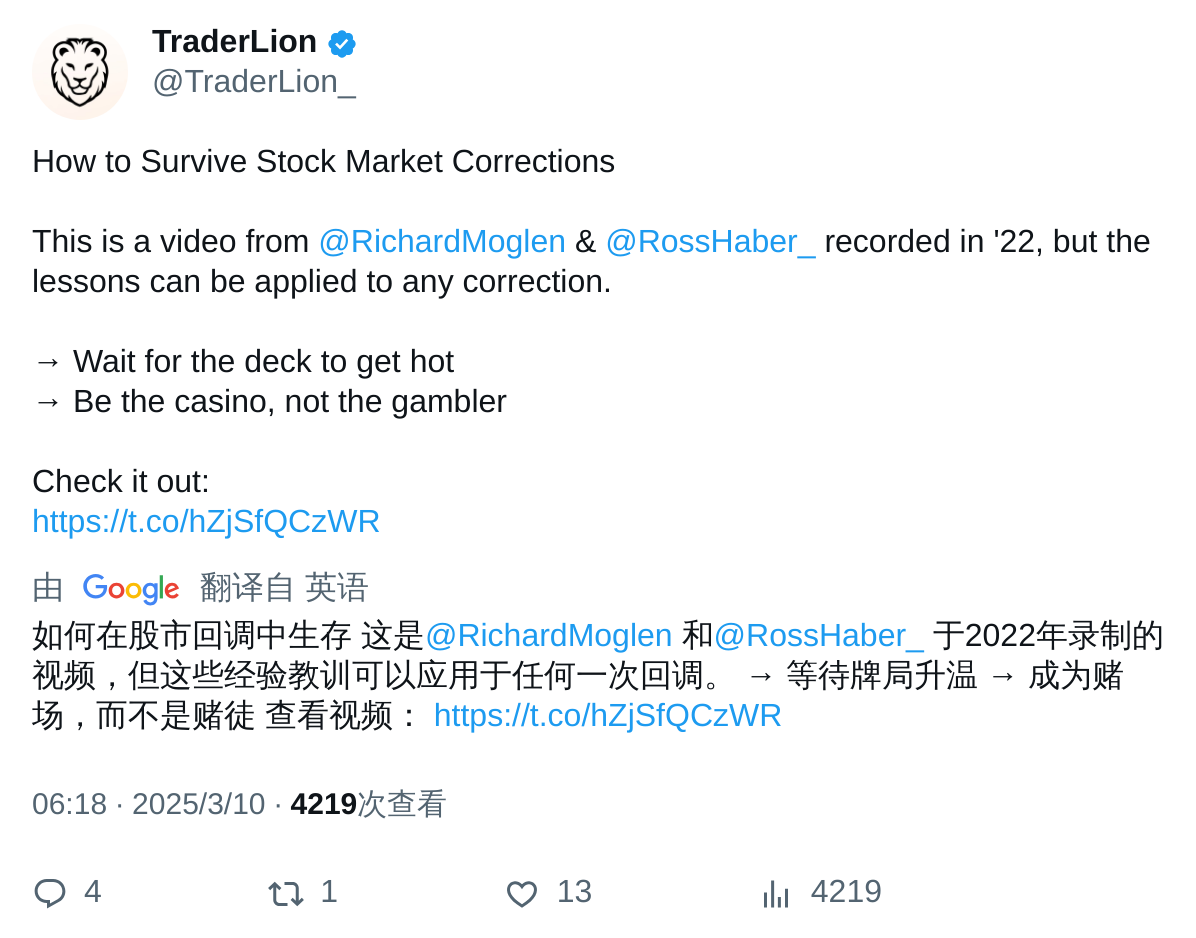 TraderLion
@TraderLion_
How to Survive Stock Market Corrections
This is a video from @RichardMoglen & @RossHaber_ recorded in '22, but the
lessons can be applied to any correction.
→ Wait for the deck to get hot
→ Be the casino, not the gambler
Check it out:
https://t.co/hZjSfQCzWR
由 Google 翻译自 英语
如何在股市回调中生存 这是@RichardMoglen 和@RossHaber_ 于2022年录制的
视频，但这些经验教训可以应用于任何一次回调。 → 等待牌局升温 → 成为赌
场，而不是赌徒 查看视频： https://t.co/hZjSfQCzWR
06:18 · 2025/3/10 · 4219次查看
4 1 13 4219